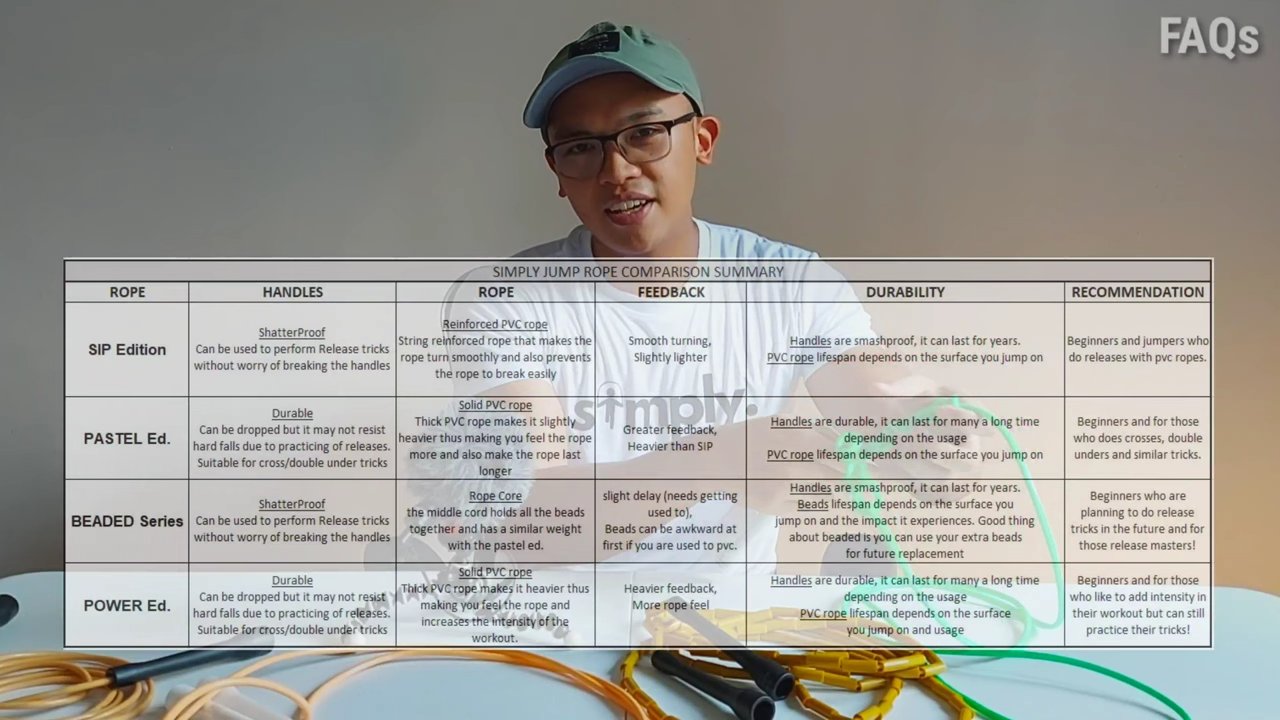 FAQs
SIMPLY JUMP ROPE COMPARISON SUMMARY
ROPE HANDLES ROPE FEEDBACK DURABILITY RECOMMENDATION
SIP Edition
ShatterProof
Can be used to perform Release tricks
without worry of breaking the handles
Reinforced PVC rope
String reinforced rope that makes the
rope turn smoothly and also prevents
the rope to break easily
Smooth turning,
Slightly lighter
Handles are smashproof, it can last for years.
PVC rope lifespan depends on the surface you jump on
Beginners and jumpers who
do releases with pvc ropes.
PASTEL Ed.
Durable
Can be dropped but it may not resist
hard falls due to practicing of releases.
Suitable for cross/double under tricks
Solid PVC rope
Thick PVC rope makes it slightly
heavier thus making you feel the rope
more and also make the rope last
longer
Greater feedback,
Heavier than SIP
Handles are durable, it can last for many a long time
depending on the usage
PVC rope lifespan depends on the surface you jump on
Beginners and for those
who does crosses, double
unders and similar tricks.
BEADED Series
ShatterProof
Can be used to perform Release tricks
without worry of breaking the handles
Rope Core
the middle cord holds all the beads
together and has a similar weight
with the pastel ed.
slight delay (needs getting
used to),
Beads can be awkward at
first if you are used to pvc.
Handles are smashproof, it can last for years.
Beads lifespan depends on the surface you
jump on and the impact it experiences. Good thing
about beaded is you can use your extra beads
for future replacement
Beginners who are
planning to do release
tricks in the future and for
those release masters!
POWER Ed.
Durable
Can be dropped but it may not resist
hard falls due to practicing of releases.
Suitable for cross/double under tricks
Solid PVC rope
Thick PVC rope makes it heavier thus
making you feel the rope and
increases the intensity of the
workout.
Heavier feedback,
More rope feel
Handles are durable, it can last for many a long time
depending on the usage
PVC rope lifespan depends on the surface
you jump on and usage
Beginners and for those
who like to add intensity in
their workout but can still
practice their tricks!
simply.